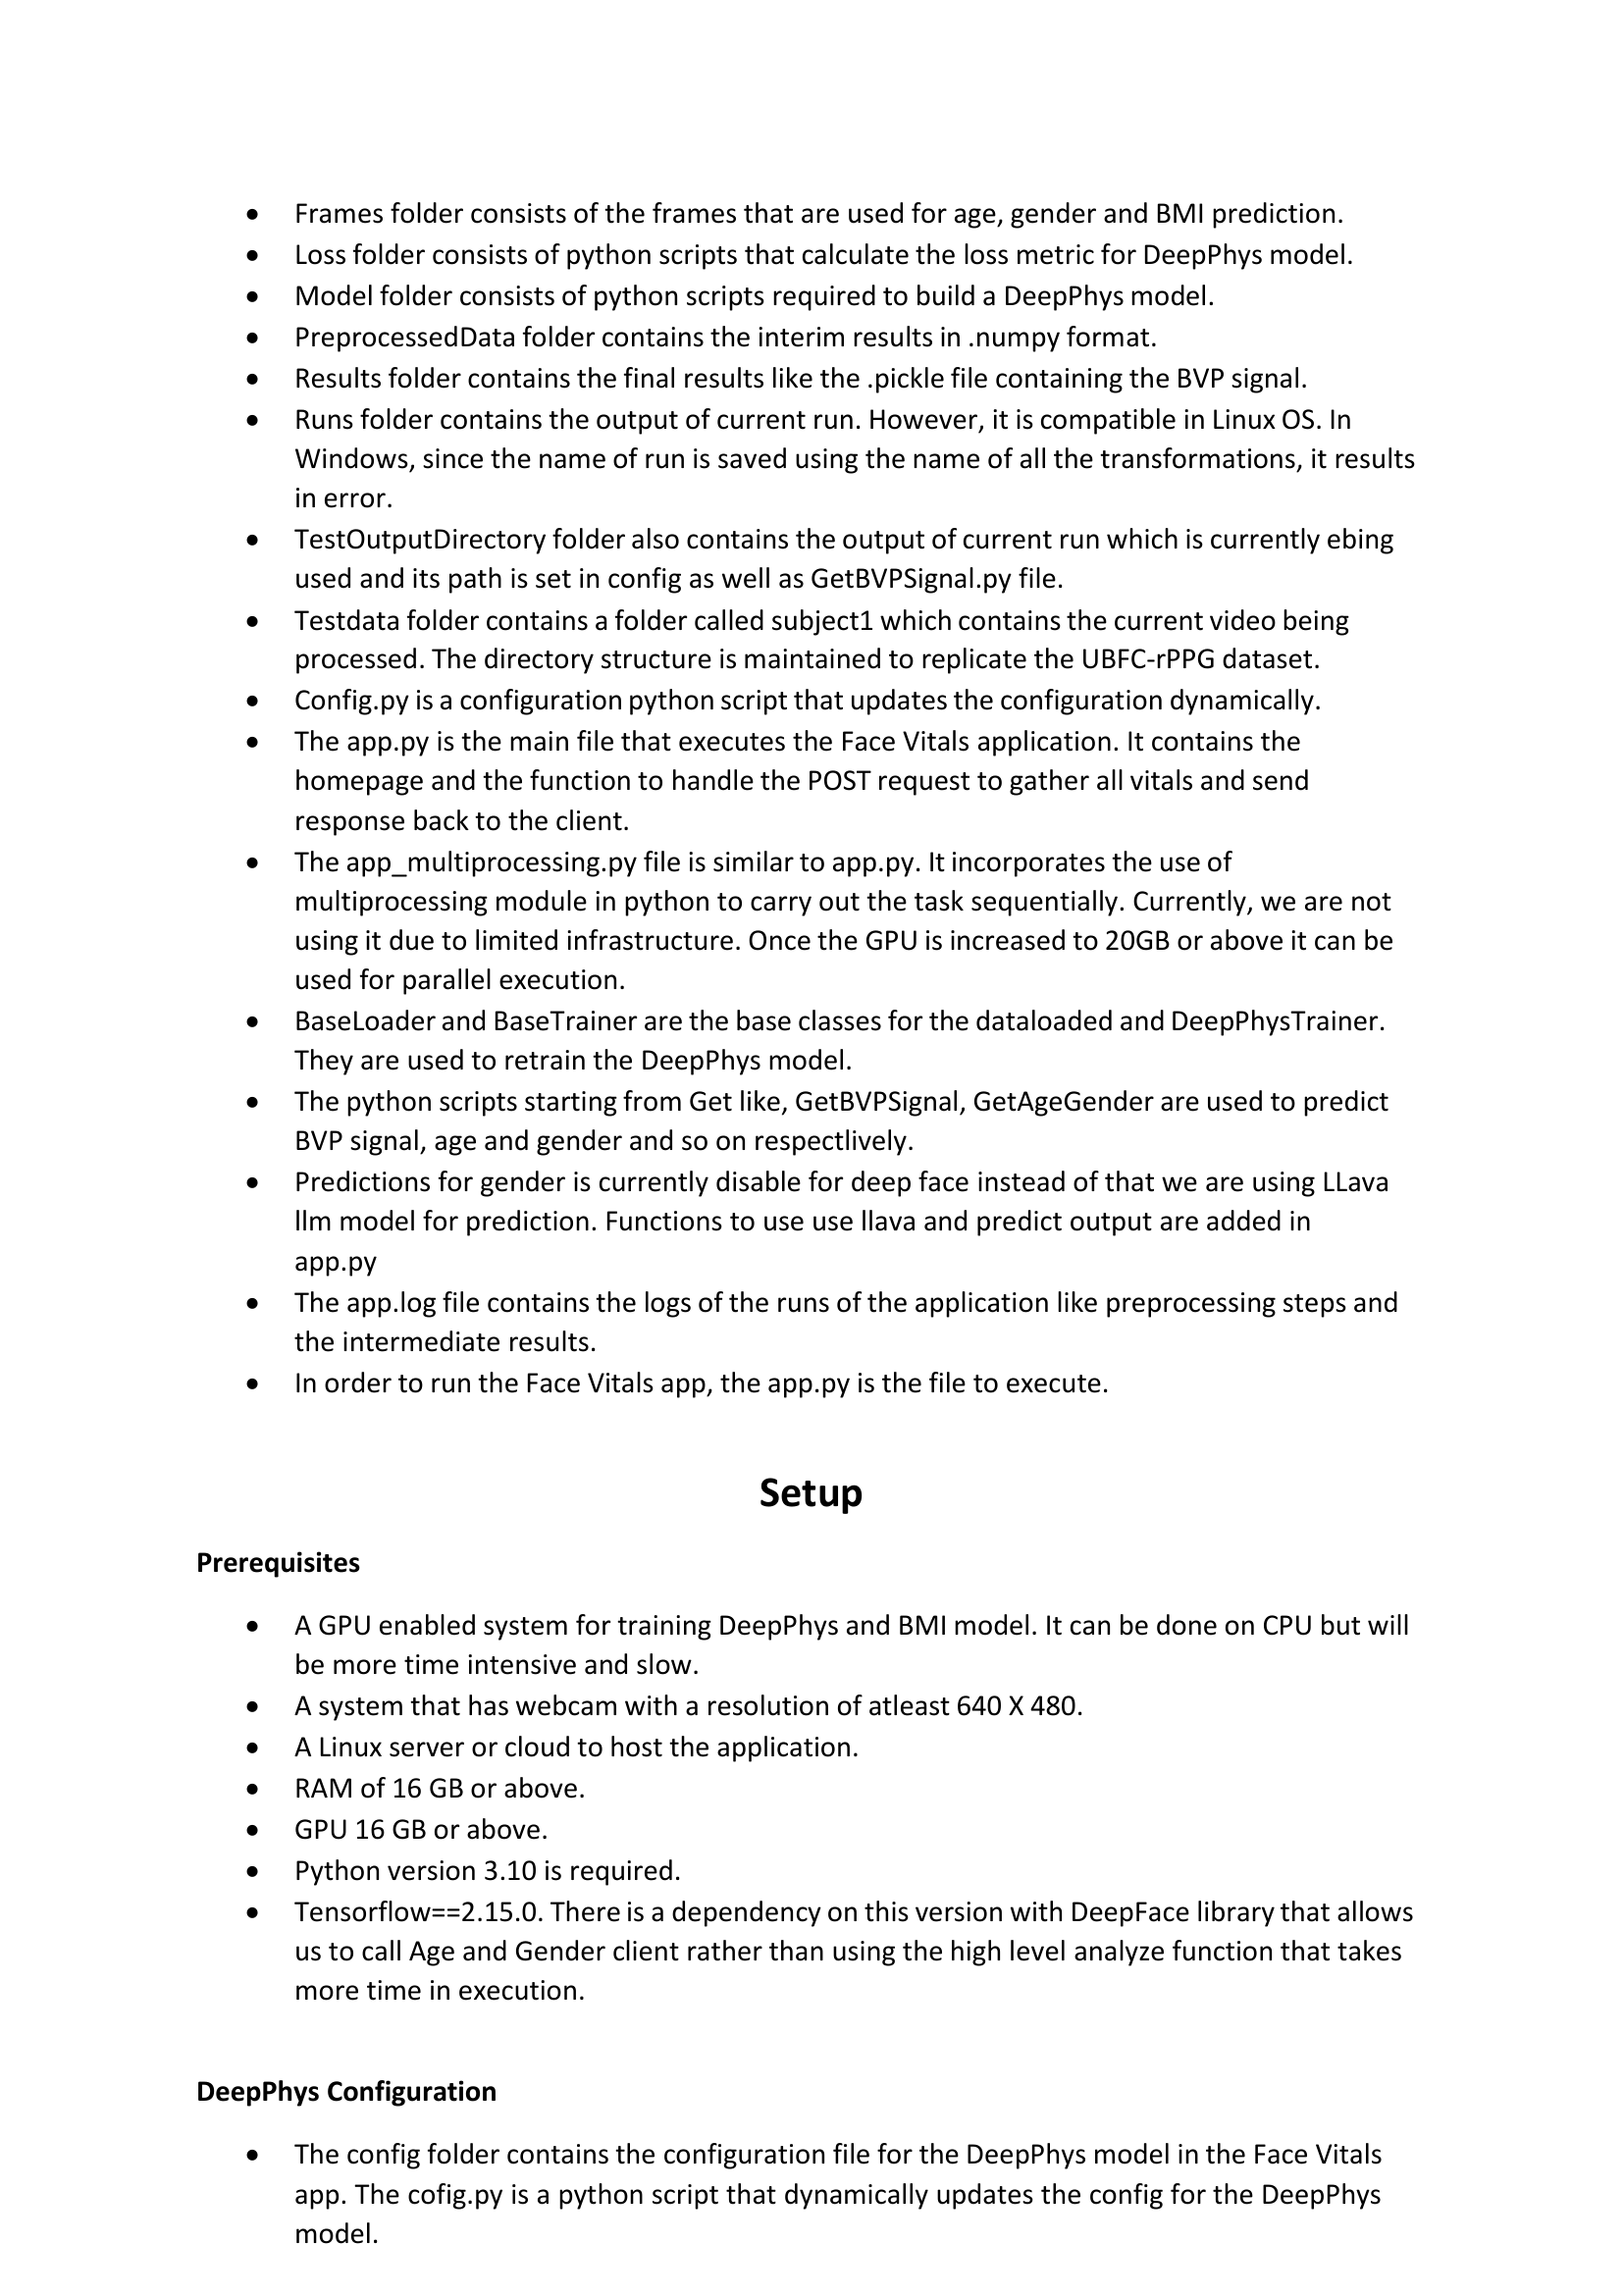 • Frames folder consists of the frames that are used for age, gender and BMI prediction.
• Loss folder consists of python scripts that calculate the loss metric for DeepPhys model.
• Model folder consists of python scripts required to build a DeepPhys model.
• PreprocessedData folder contains the interim results in .numpy format.
• Results folder contains the final results like the .pickle file containing the BVP signal.
• Runs folder contains the output of current run. However, it is compatible in Linux OS. In
Windows, since the name of run is saved using the name of all the transformations, it results
in error.
• TestOutputDirectory folder also contains the output of current run which is currently ebing
used and its path is set in config as well as GetBVPSignal.py file.
• Testdata folder contains a folder called subject1 which contains the current video being
processed. The directory structure is maintained to replicate the UBFC-rPPG dataset.
• Config.py is a configuration python script that updates the configuration dynamically.
• The app.py is the main file that executes the Face Vitals application. It contains the
homepage and the function to handle the POST request to gather all vitals and send
response back to the client.
• The app_multiprocessing.py file is similar to app.py. It incorporates the use of
multiprocessing module in python to carry out the task sequentially. Currently, we are not
using it due to limited infrastructure. Once the GPU is increased to 20GB or above it can be
used for parallel execution.
• BaseLoader and BaseTrainer are the base classes for the dataloaded and DeepPhysTrainer.
They are used to retrain the DeepPhys model.
• The python scripts starting from Get like, GetBVPSignal, GetAgeGender are used to predict
BVP signal, age and gender and so on respectlively.
• Predictions for gender is currently disable for deep face instead of that we are using LLava
llm model for prediction. Functions to use use llava and predict output are added in
app.py
• The app.log file contains the logs of the runs of the application like preprocessing steps and
the intermediate results.
• In order to run the Face Vitals app, the app.py is the file to execute.
Setup
Prerequisites
• A GPU enabled system for training DeepPhys and BMI model. It can be done on CPU but will
be more time intensive and slow.
• A system that has webcam with a resolution of atleast 640 X 480.
• A Linux server or cloud to host the application.
• RAM of 16 GB or above.
• GPU 16 GB or above.
• Python version 3.10 is required.
• Tensorflow==2.15.0. There is a dependency on this version with DeepFace library that allows
us to call Age and Gender client rather than using the high level analyze function that takes
more time in execution.
DeepPhys Configuration
• The config folder contains the configuration file for the DeepPhys model in the Face Vitals
app. The cofig.py is a python script that dynamically updates the config for the DeepPhys
model.